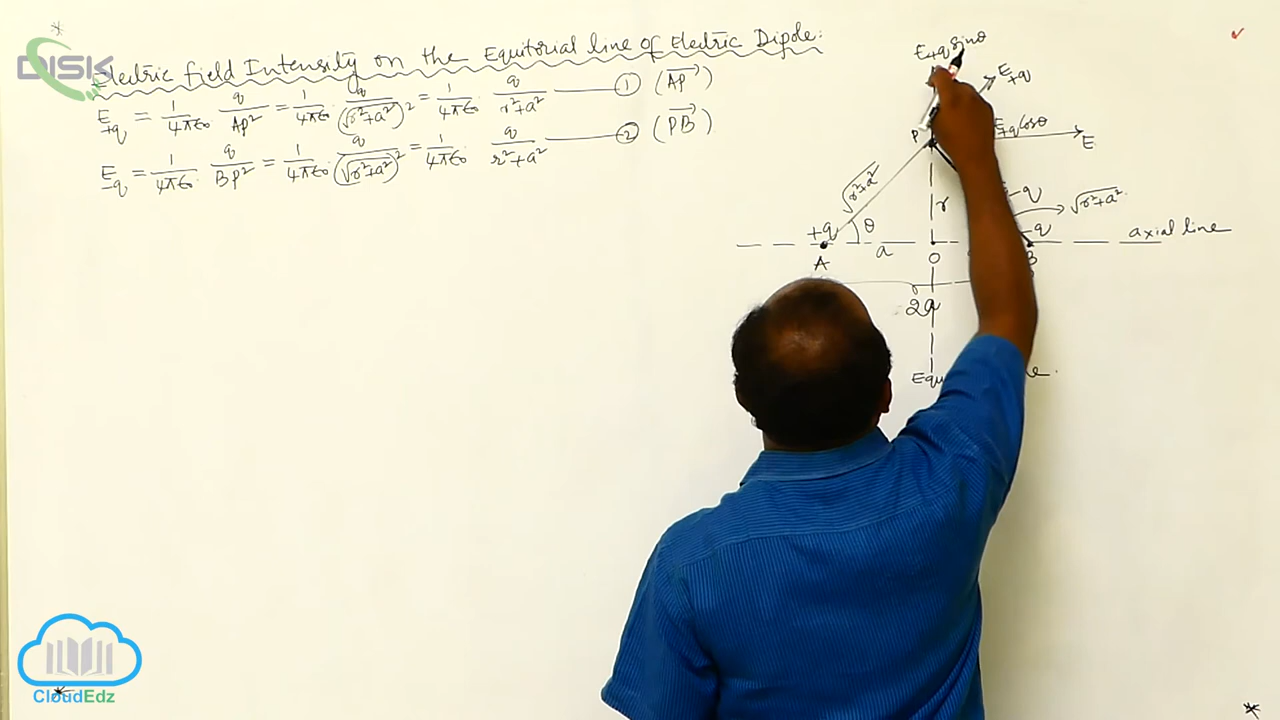 DISK
Electric field Intensity on the Equitorial line of Electric Dipole:
E+q = 1/4πε₀ q/AP² = 1/4πε₀ q/(√r²+a²)² = 1/4πε₀ q/r²+a² ——— ① (AP→)
E-q = 1/4πε₀ q/BP² = 1/4πε₀ q/(√r²+a²)² = 1/4πε₀ q/r²+a² ——— ② (PB→)
E+q Sinθ
E+q
P
E+q Cosθ
E
√r²+a²
r
-q
√r²+a²
+q
θ
-q
axial line
A
a
O
B
2a
Equ
CloudEdz